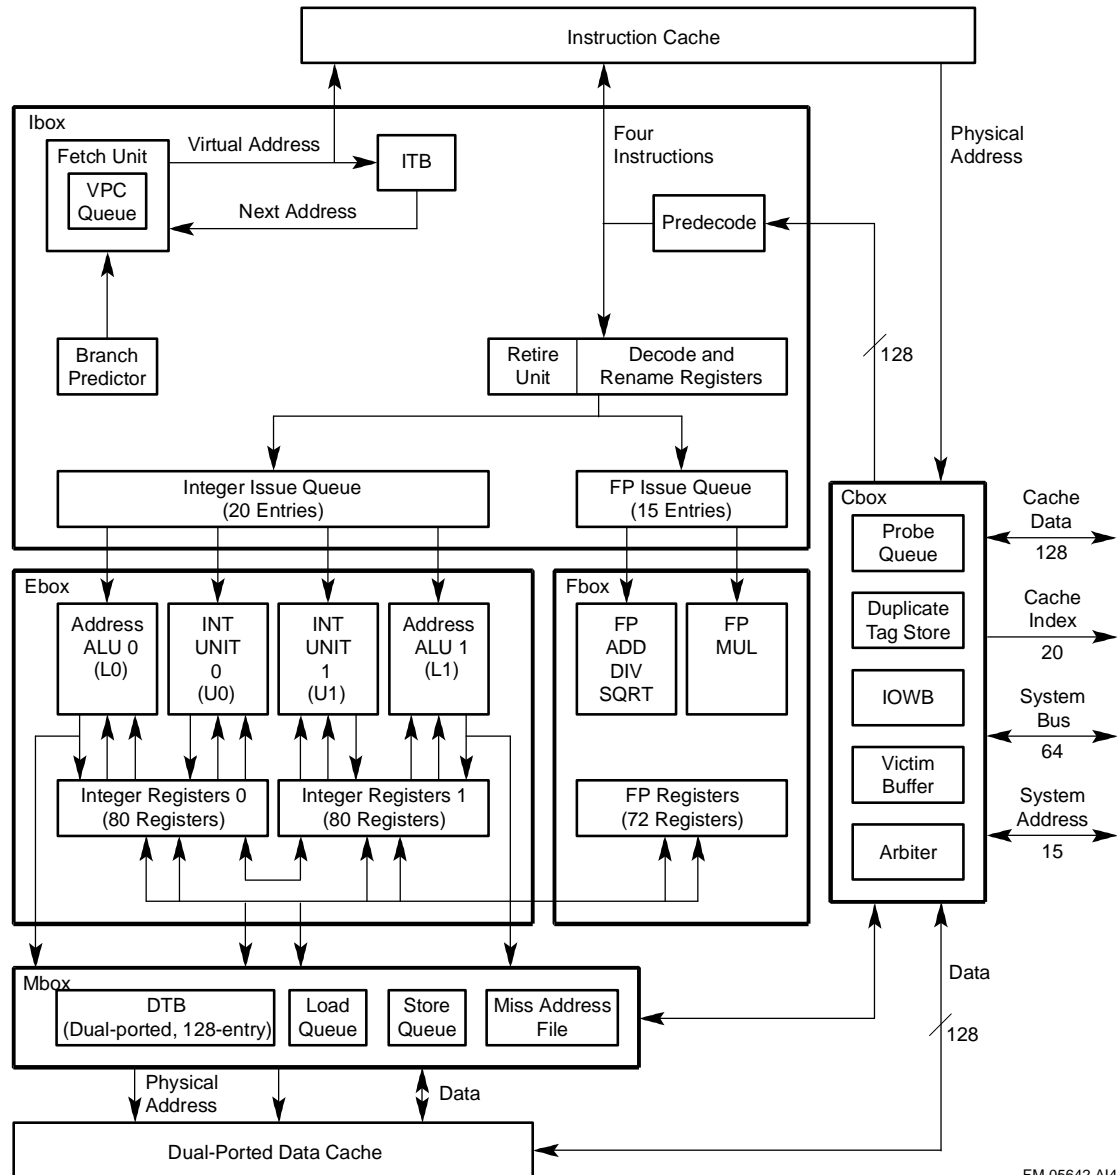 Instruction Cache
Ibox
Fetch Unit
VPC
Queue
Virtual Address
ITB
Next Address
Four
Instructions
Predecode
Physical
Address
Branch
Predictor
Retire
Unit
Decode and
Rename Registers
128
Integer Issue Queue
(20 Entries)
FP Issue Queue
(15 Entries)
Cbox
Probe
Queue
Duplicate
Tag Store
IOWB
Victim
Buffer
Arbiter
Cache
Data
128
Cache
Index
20
System
Bus
64
System
Address
15
Ebox
Address
ALU 0
(L0)
INT
UNIT
0
(U0)
INT
UNIT
1
(U1)
Address
ALU 1
(L1)
Fbox
FP
ADD
DIV
SQRT
FP
MUL
Integer Registers 0
(80 Registers)
Integer Registers 1
(80 Registers)
FP Registers
(72 Registers)
Mbox
DTB
(Dual-ported, 128-entry)
Load
Queue
Store
Queue
Miss Address
File
Data
128
Physical
Address
Data
Dual-Ported Data Cache
FM-05642-AI4